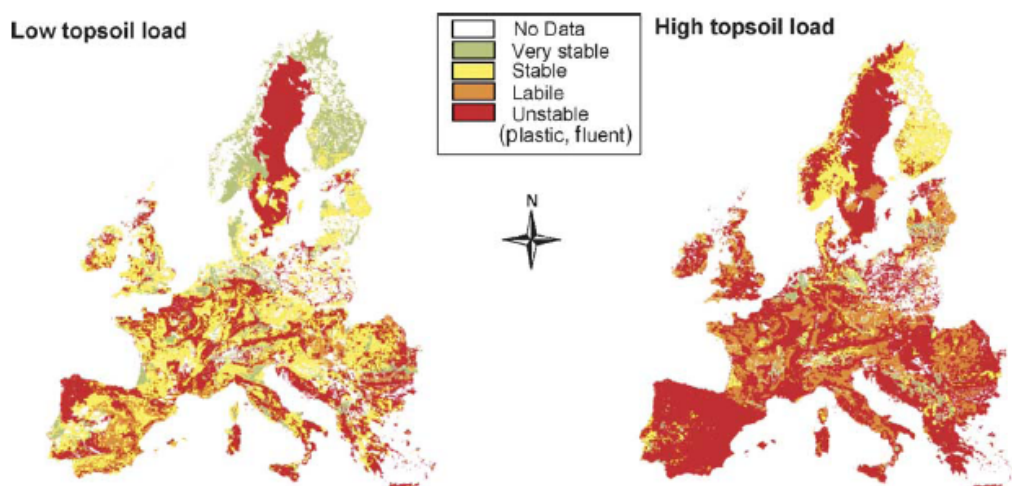 Low topsoil load
No Data
Very stable
Stable
Labile
Unstable
(plastic, fluent)
N
High topsoil load